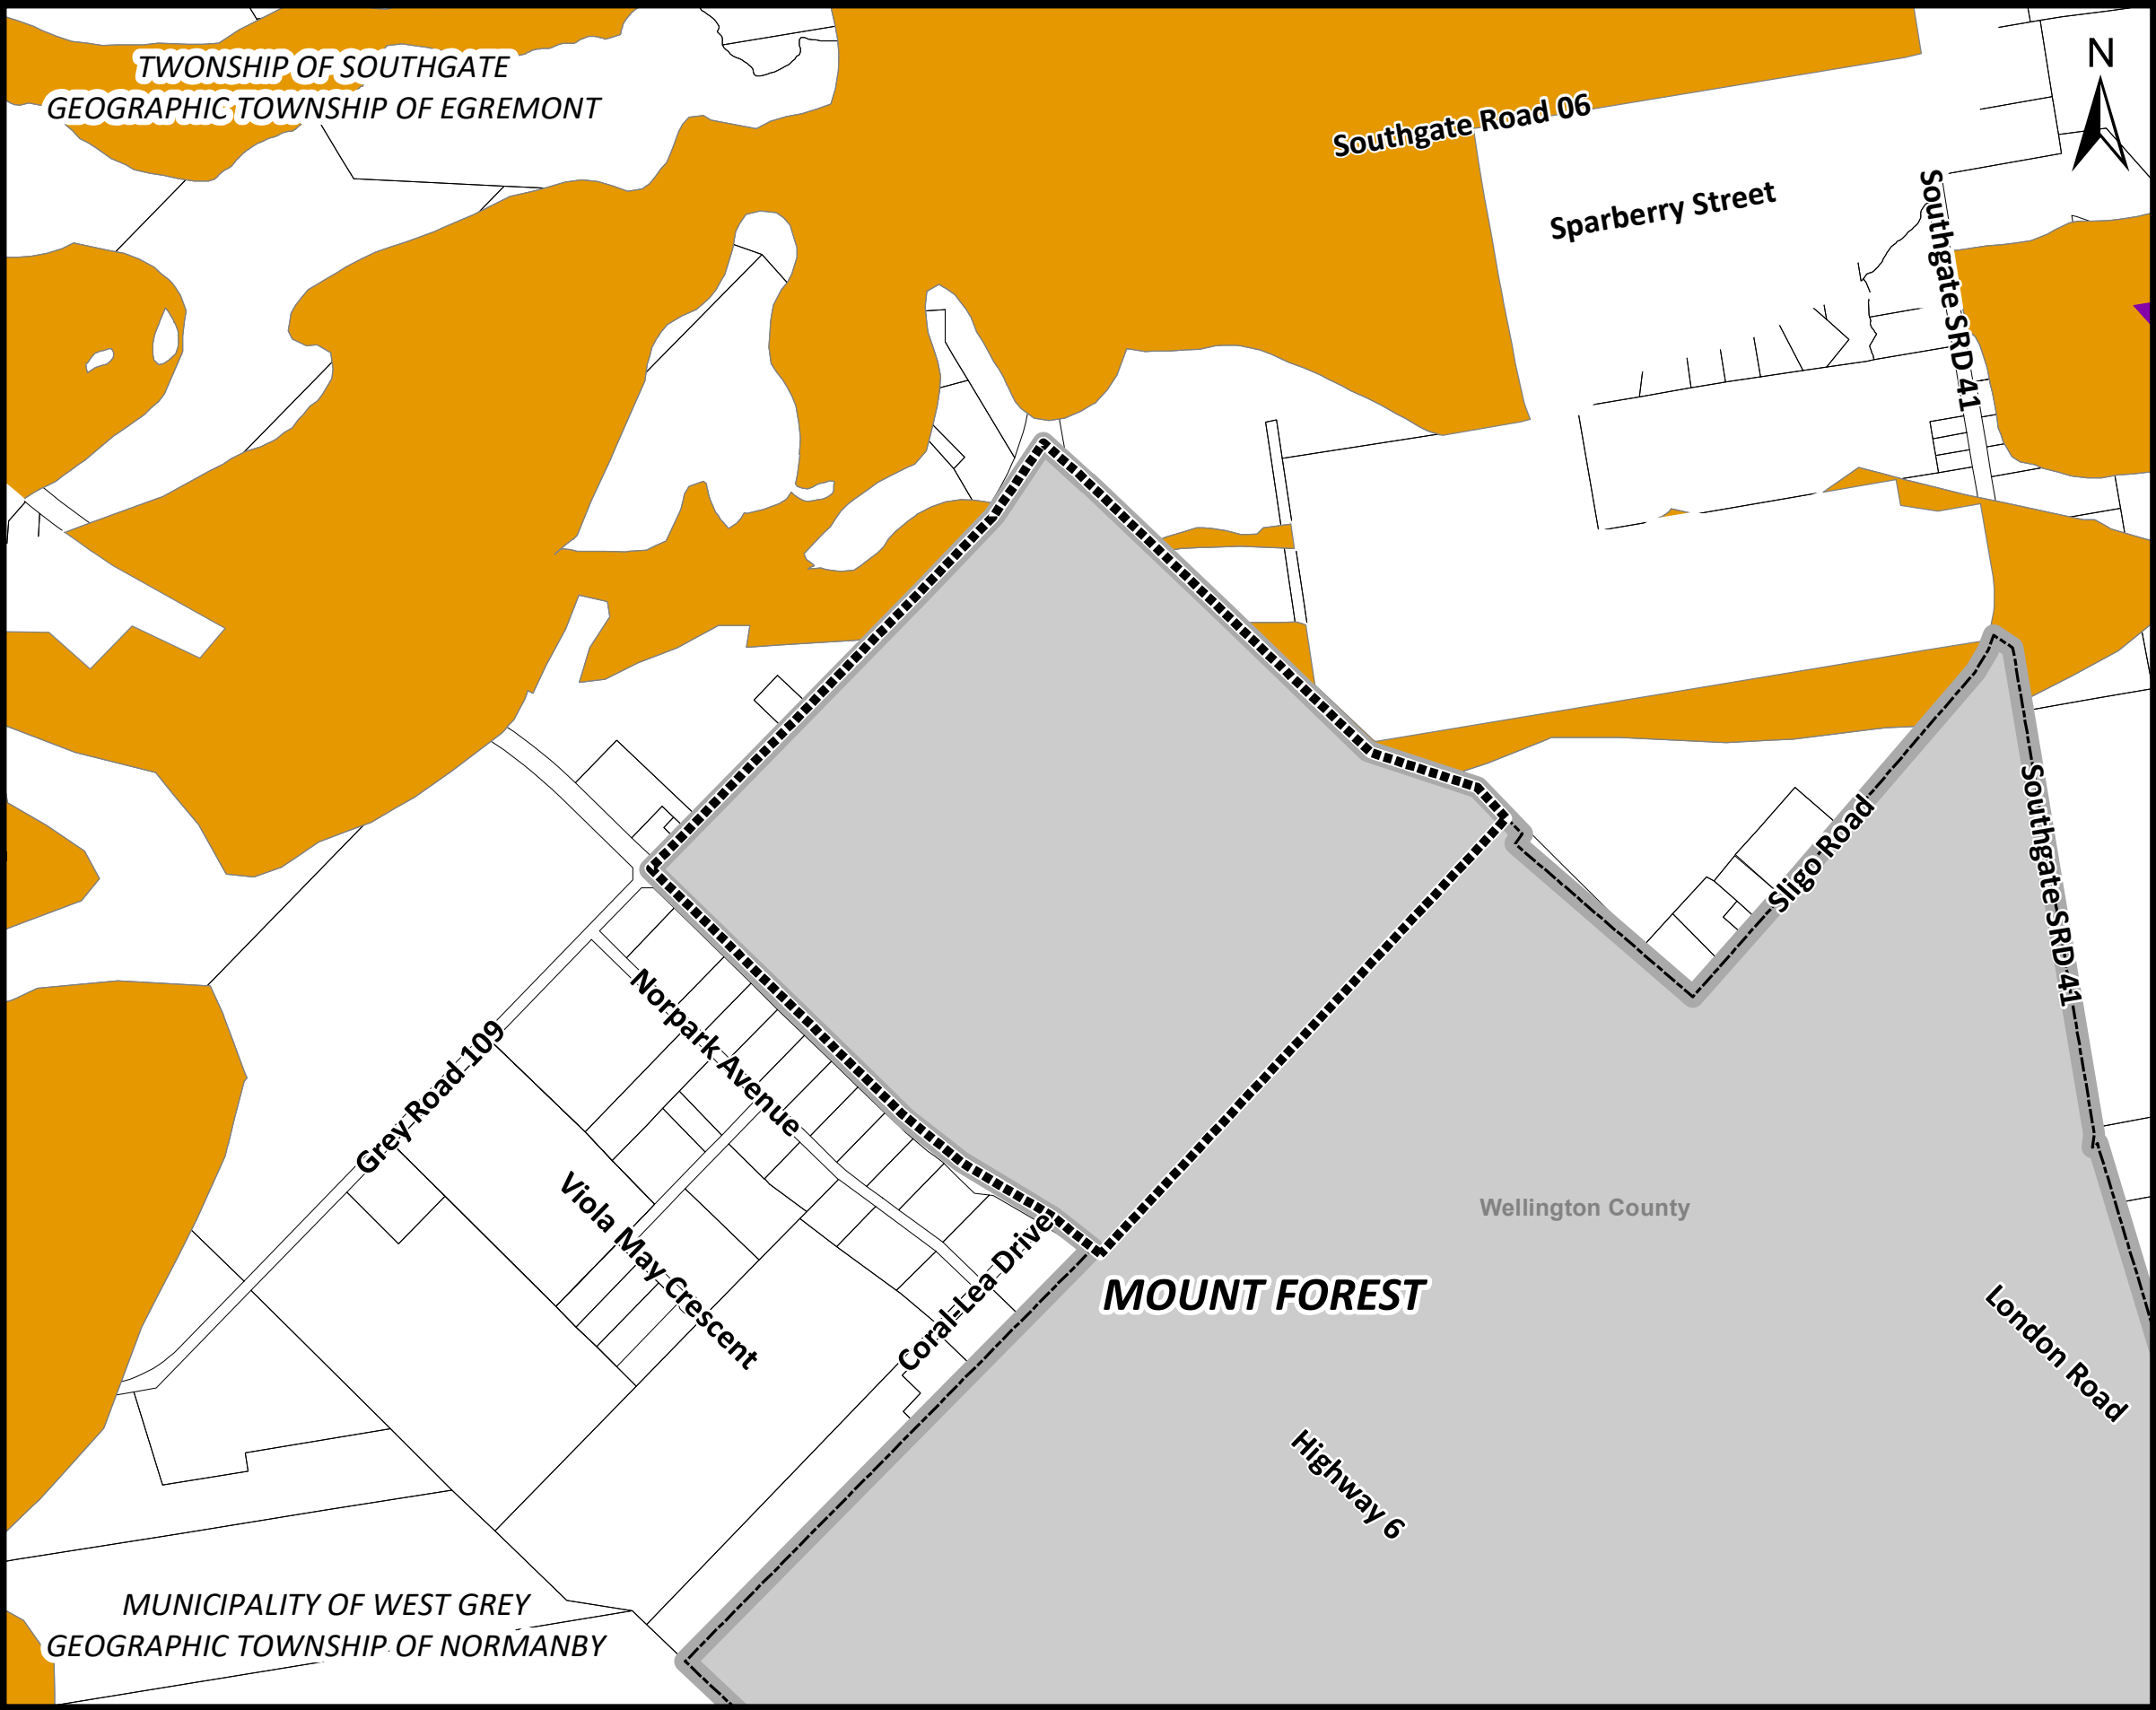 TWONSHIP OF SOUTHGATE
GEOGRAPHIC TOWNSHIP OF EGREMONT
N
Southgate Road 06
Sparberry Street
Southgate SRD 41
Sligo Road
Southgate SRD 41
Norpark Avenue
Grey Road 109
Viola May Crescent
Coral-Lea Drive
Wellington County
MOUNT FOREST
London Road
Highway 6
MUNICIPALITY OF WEST GREY
GEOGRAPHIC TOWNSHIP OF NORMANBY